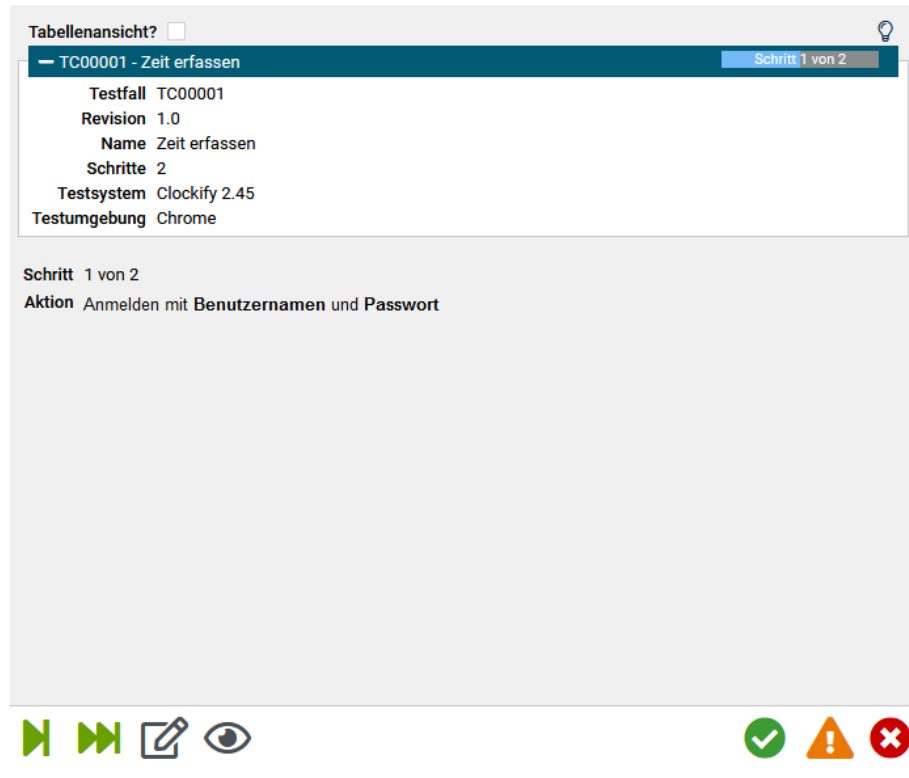 Tabellenansicht?
TC00001 - Zeit erfassen Schritt 1 von 2
Testfall TC00001
Revision 1.0
Name Zeit erfassen
Schritte 2
Testsystem Clockify 2.45
Testumgebung Chrome
Schritt 1 von 2
Aktion Anmelden mit Benutzernamen und Passwort